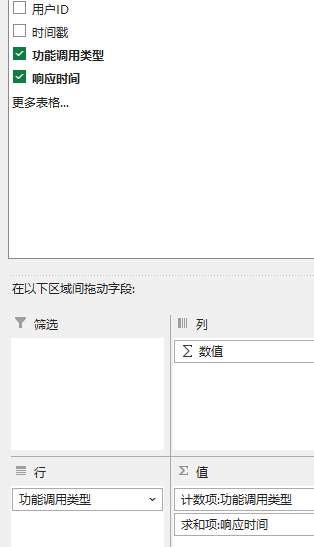 用户ID
时间戳
功能调用类型
响应时间
更多表格...
在以下区域间拖动字段:
筛选
列
数值
行
值
功能调用类型
计数项:功能调用类型
求和项:响应时间